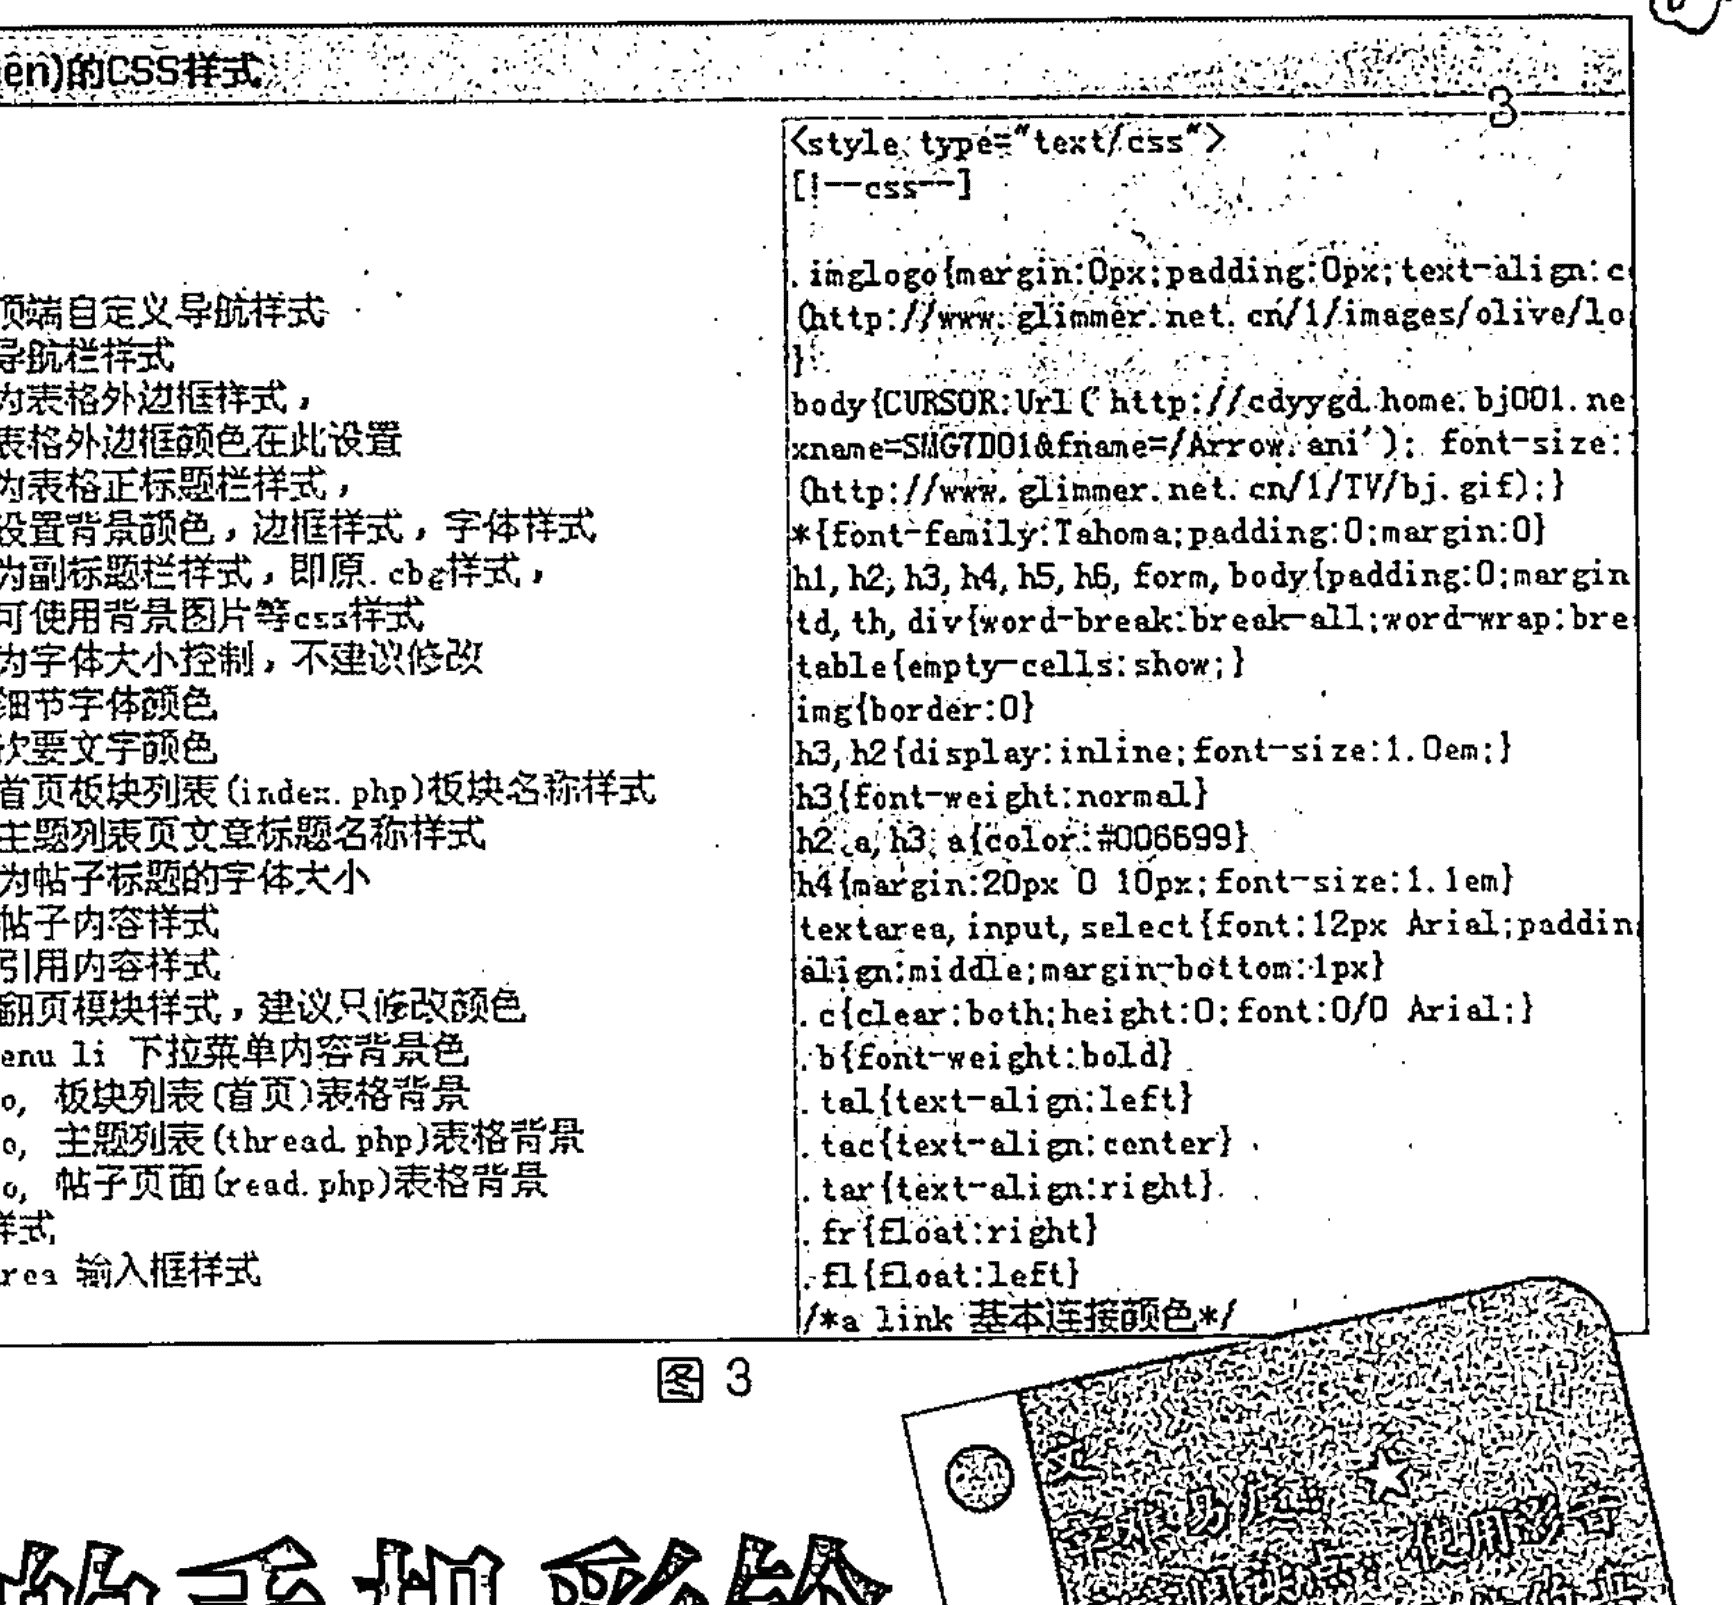 en)的CSS样式
3
顶端自定义导航样式
导航栏样式
为表格外边框样式，
表格外边框颜色在此设置
为表格正标题栏样式，
设置背景颜色，边框样式，字体样式
为副标题栏样式，即原.cbg样式，
可使用背景图片等css样式
为字体大小控制，不建议修改
细节字体颜色
次要文字颜色
首页板块列表(index.php)板块名称样式
主题列表页文章标题名称样式
为帖子标题的字体大小
帖子内容样式
引用内容样式
翻页模块样式，建议只修改颜色
enu li 下拉菜单内容背景色
o, 板块列表(首页)表格背景
o, 主题列表(thread.php)表格背景
o, 帖子页面(read.php)表格背景
样式,
rea 输入框样式
<style type="text/css">
[!--css--]
.imglogo{margin:0px;padding:0px;text-align:c
(http://www.glimmer.net.cn/1/images/olive/lo
}
body{CURSOR:Url('http://cdyygd.home.bj001.ne
xname=SMG7D01&fname=/Arrow.ani'); font-size:
(http://www.glimmer.net.cn/1/TV/bj.gif);}
*{font-family:Tahoma;padding:0;margin:0}
h1,h2,h3,h4,h5,h6,form,body{padding:0;margin
td,th,div{word-break:break-all;word-wrap:bre
table{empty-cells:show;}
img{border:0}
h3,h2{display:inline;font-size:1.0em;}
h3{font-weight:normal}
h2 a,h3 a{color:#006699}
h4{margin:20px 0 10px;font-size:1.1em}
textarea,input,select{font:12px Arial;paddin
align:middle;margin-bottom:1px}
.c{clear:both;height:0;font:0/0 Arial;}
.b{font-weight:bold}
.tal{text-align:left}
.tac{text-align:center}
.tar{text-align:right}
.fr{float:right}
.fl{float:left}
/*a link 基本连接颜色*/
图 3
手机彩铃
文
使用彩